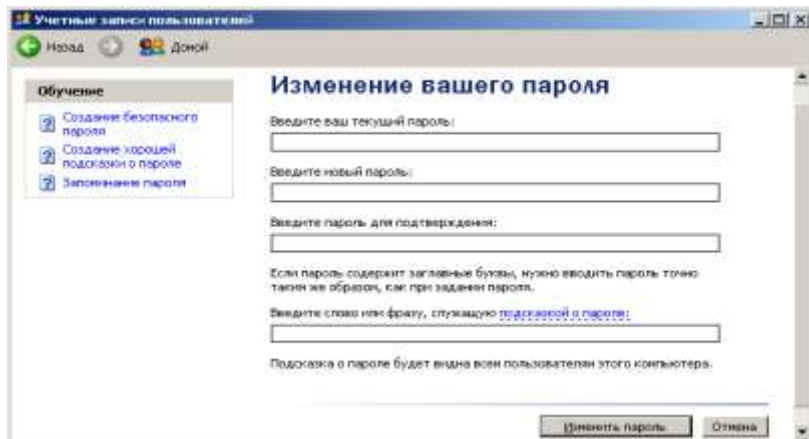 Учетные записи пользователей
Назад
Домой
Обучение
Создание безопасного
пароля
Создание хорошей
подсказки о пароле
Запоминание пароля
Изменение вашего пароля
Введите ваш текущий пароль:
Введите новый пароль:
Введите пароль для подтверждения:
Если пароль содержит заглавные буквы, нужно вводить пароль точно
таким же образом, как при задании пароля.
Введите слово или фразу, служащую подсказкой о пароле:
Подсказка о пароле будет видна всем пользователям этого компьютера.
Изменить пароль
Отмена